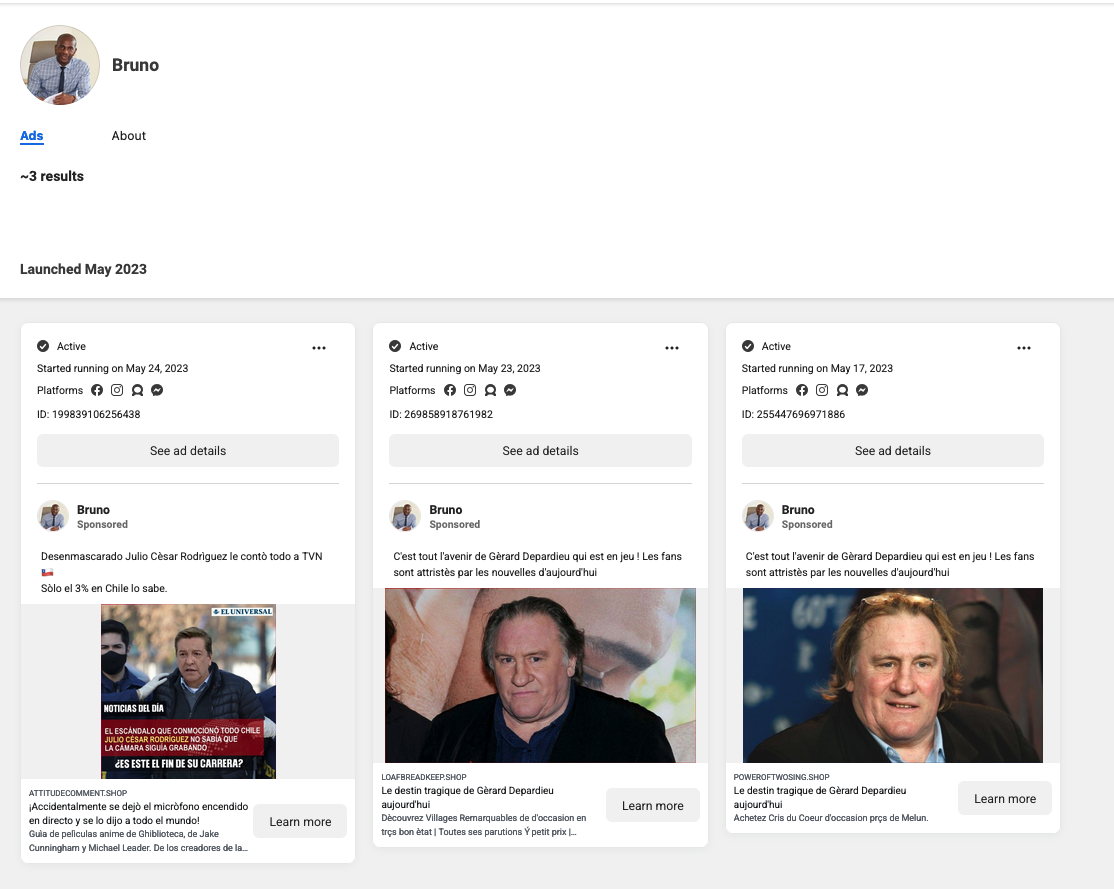 Bruno
Ads
About
~3 results
Launched May 2023
Active
Started running on May 24, 2023
Platforms
ID: 199839106256438
See ad details
Bruno
Sponsored
Desenmascarado Julio Cèsar Rodrìguez le contò todo a TVN
🇨🇱
Sòlo el 3% en Chile lo sabe.
EL UNIVERSAL
NOTICIAS DEL DÍA
EL ESCÁNDALO QUE CONMOCIONÓ TODO CHILE
JULIO CÉSAR RODRÍGUEZ NO SABÍA QUE
LA CÁMARA SIGUÍA GRABANDO
¿ES ESTE EL FIN DE SU CARRERA?
ATTITUDECOMMENT.SHOP
¡Accidentalmente se dejò el micròfono encendido
en directo y se lo dijo a todo el mundo!
Guìa de pelìculas anime de Ghiblioteca, de Jake
Cunningham y Michael Leader. De los creadores de la...
Learn more
Active
Started running on May 23, 2023
Platforms
ID: 269858918761982
See ad details
Bruno
Sponsored
C'est tout l'avenir de Gèrard Depardieu qui est en jeu ! Les fans
sont attristès par les nouvelles d'aujourd'hui
LOAFBREADKEEP.SHOP
Le destin tragique de Gèrard Depardieu
aujourd'hui
Dècouvrez Villages Remarquables de d'occasion en
trçs bon ètat | Toutes ses parutions Ý petit prix |...
Learn more
Active
Started running on May 17, 2023
Platforms
ID: 255447696971886
See ad details
Bruno
Sponsored
C'est tout l'avenir de Gèrard Depardieu qui est en jeu ! Les fans
sont attristès par les nouvelles d'aujourd'hui
60
POWEROFTWOSING.SHOP
Le destin tragique de Gèrard Depardieu
aujourd'hui
Achetez Cris du Coeur d'occasion prçs de Melun.
Learn more